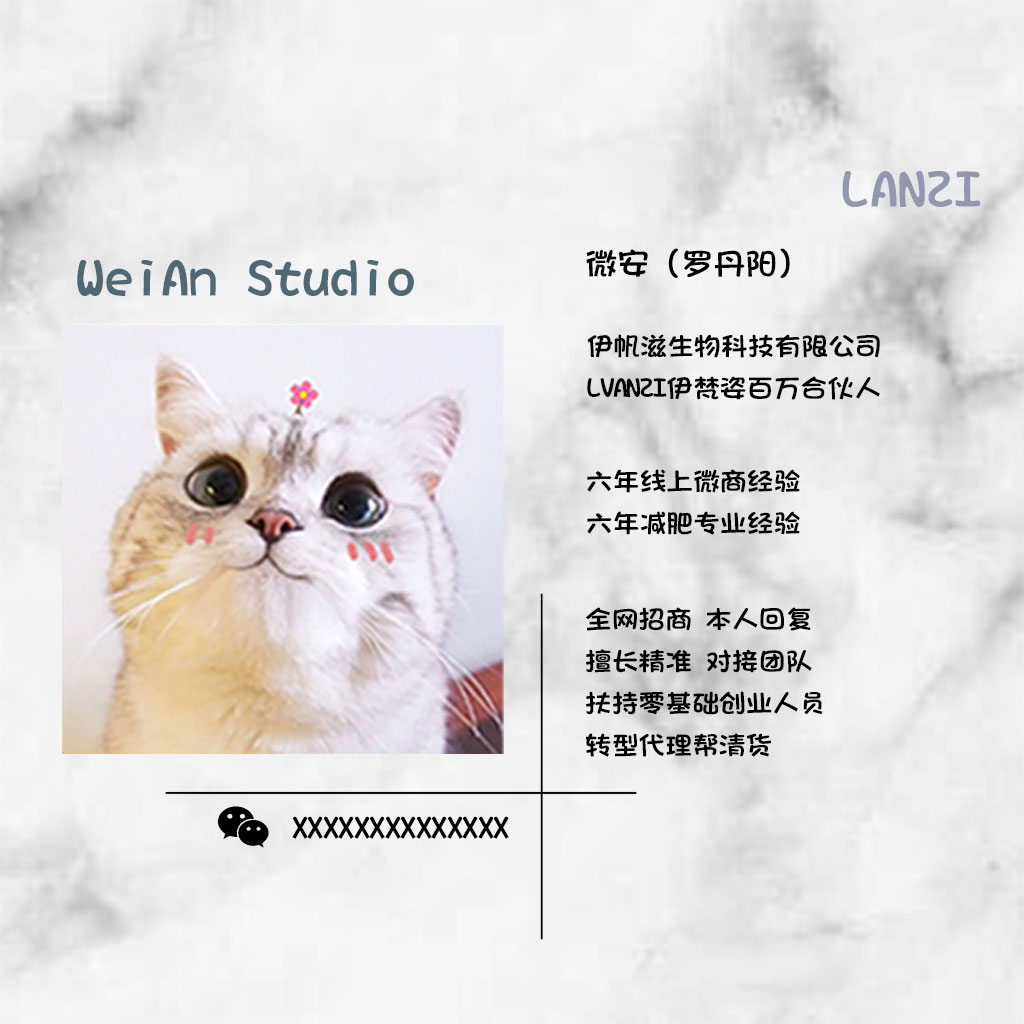 LANZI
WeiAn Studio
微安（罗丹阳）
伊帆滋生物科技有限公司
LVANZI伊梵姿百万合伙人
六年线上微商经验
六年减肥专业经验
全网招商 本人回复
擅长精准 对接团队
扶持零基础创业人员
转型代理帮清货
XXXXXXXXXXXXXX